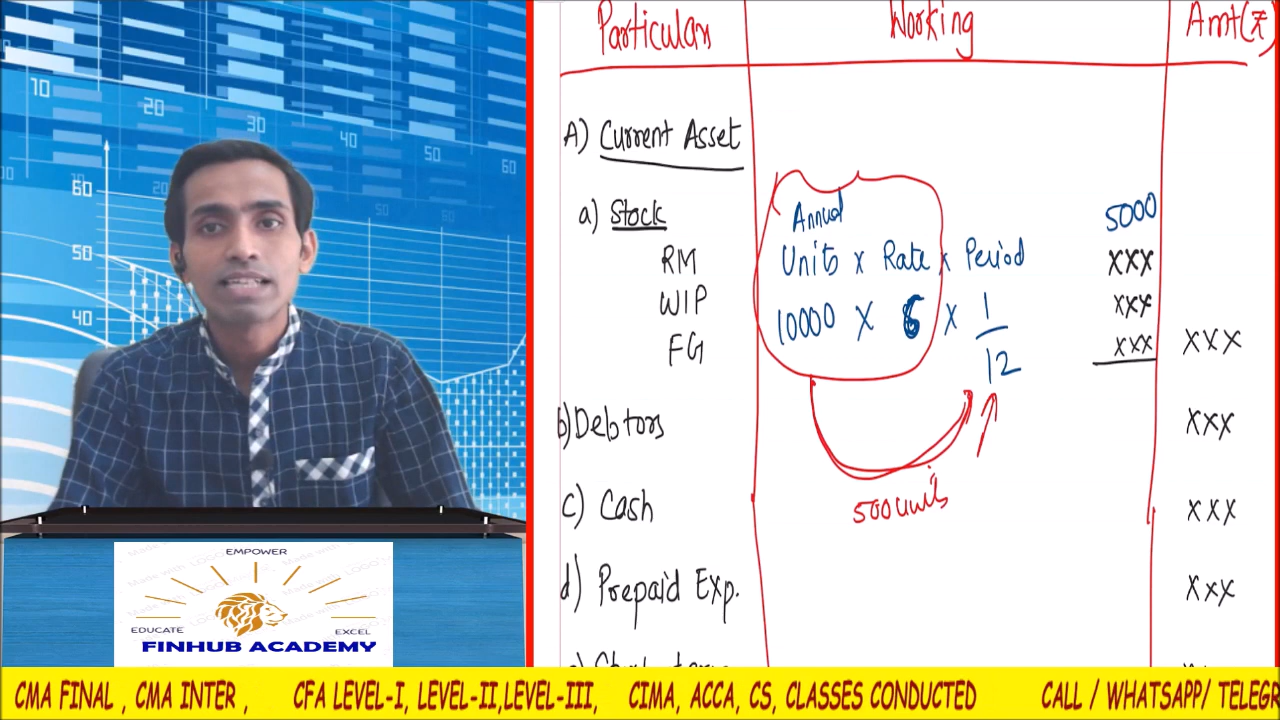 Particulars Working Amt(₹)
A) Current Asset
a) Stock Annual 5000
RM Units x Rate x Period xxx
WIP 10000 X 6 X 1/12 xxx
FG xxx xxx
b) Debtors xxx
500 units
c) Cash xxx
d) Prepaid Exp. xxx
10 20 30 40 50 60
60
50
40
EMPOWER
EDUCATE EXCEL
FINHUB ACADEMY
CMA FINAL , CMA INTER , CFA LEVEL-I, LEVEL-II,LEVEL-III, CIMA, ACCA, CS, CLASSES CONDUCTED CALL / WHATSAPP/ TELEGR